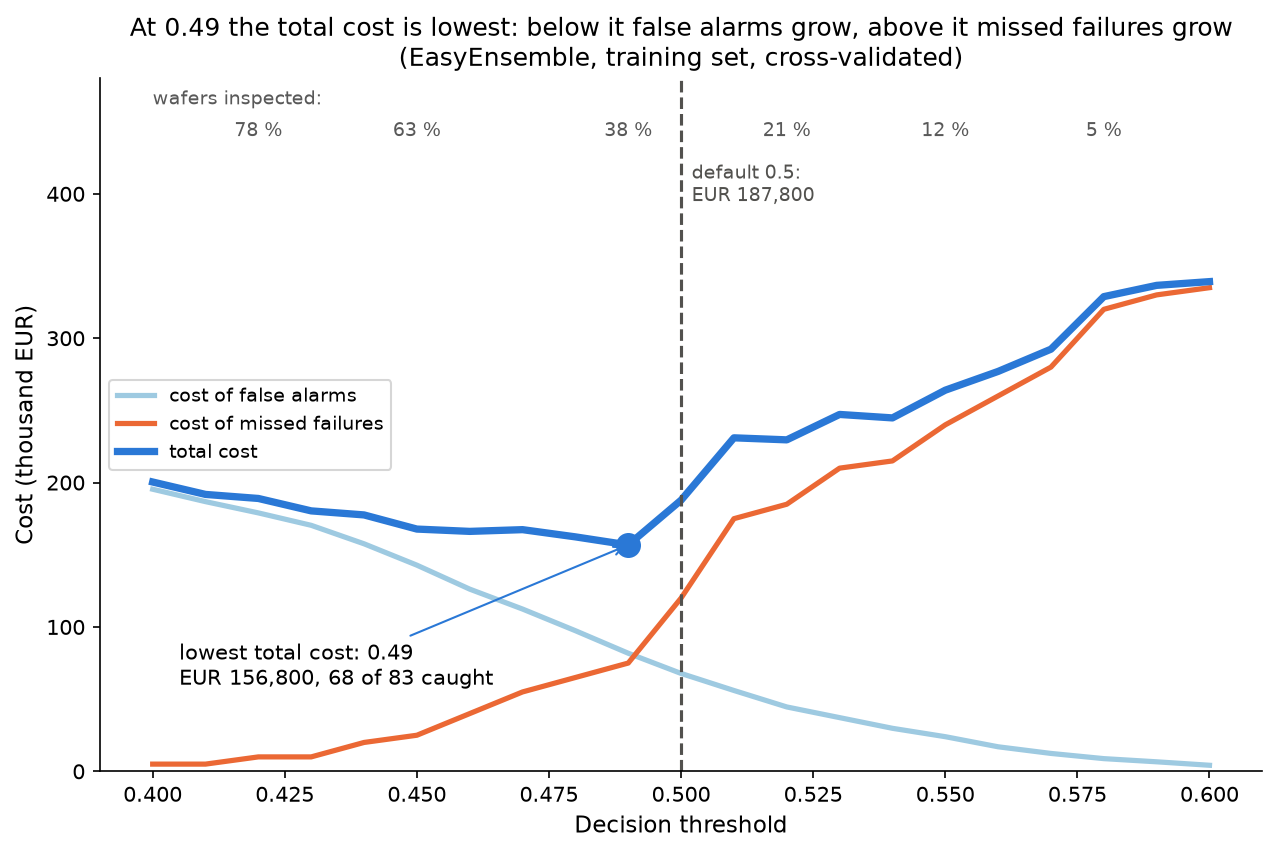 At 0.49 the total cost is lowest: below it false alarms grow, above it missed failures grow
(EasyEnsemble, training set, cross-validated)
wafers inspected:
78 % 63 % 38 % 21 % 12 % 5 %
default 0.5:
EUR 187,800
400
300
200
100
0
Cost (thousand EUR)
cost of false alarms
cost of missed failures
total cost
lowest total cost: 0.49
EUR 156,800, 68 of 83 caught
0.400 0.425 0.450 0.475 0.500 0.525 0.550 0.575 0.600
Decision threshold